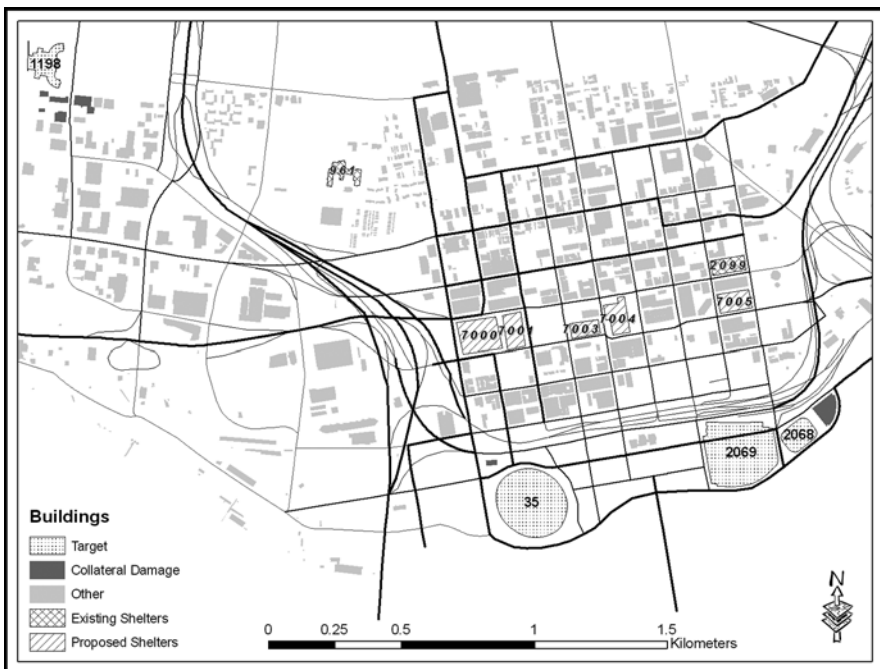 1198
964
2099
7005
7004
7003
7001
7000
2068
2069
35
Buildings
Target
Collateral Damage
Other
Existing Shelters
Proposed Shelters
0 0.25 0.5 1 1.5
Kilometers
N